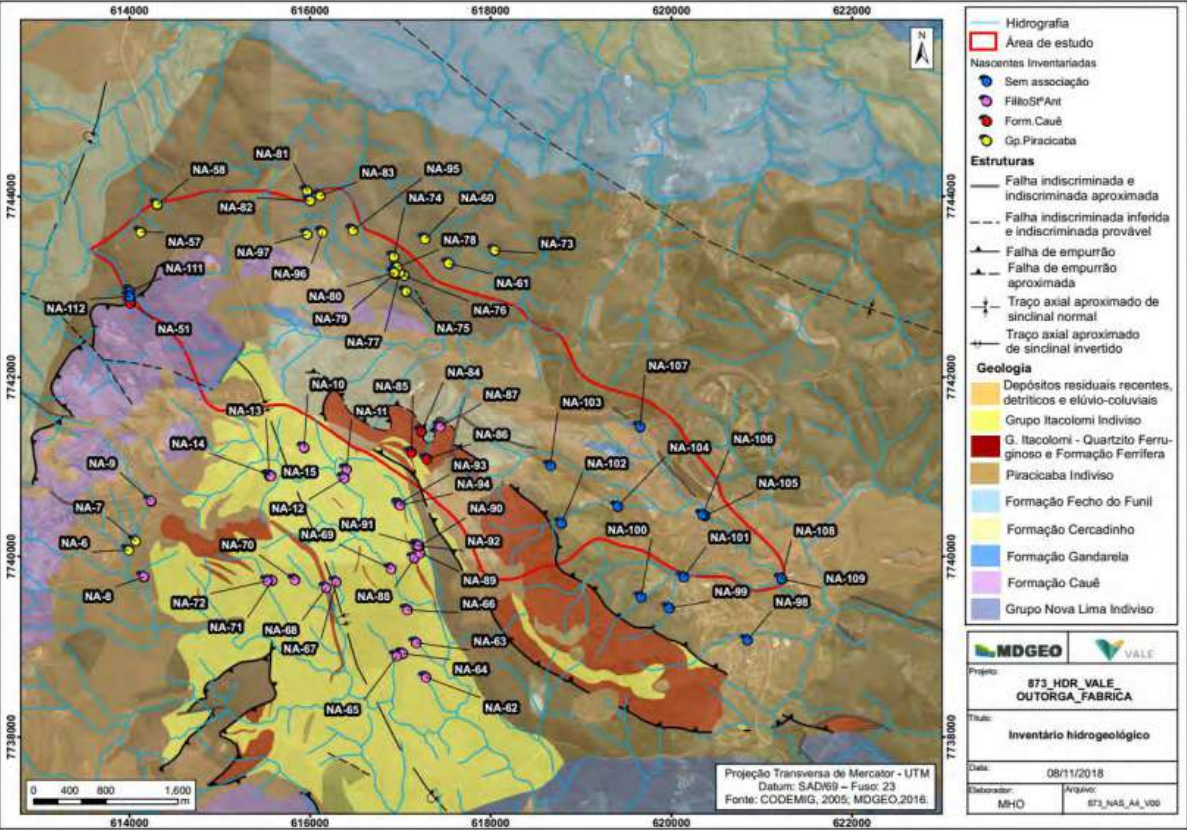 614000 616000 618000 620000 622000
7744000
7742000
7740000
7738000
7744000
7742000
7740000
7738000
614000 616000 618000 620000 622000
N
NA-81
NA-58
NA-83
NA-95
NA-74
NA-60
NA-82
NA-78
NA-73
NA-57
NA-97
NA-111
NA-96
NA-61
NA-80
NA-76
NA-112
NA-79
NA-75
NA-51
NA-77
NA-84
NA-107
NA-10
NA-85
NA-87
NA-103
NA-13
NA-11
NA-86
NA-106
NA-14
NA-104
NA-9
NA-15
NA-93
NA-102
NA-94
NA-105
NA-7
NA-12
NA-90
NA-91
NA-100
NA-108
NA-69
NA-101
NA-6
NA-70
NA-92
NA-89
NA-109
NA-8
NA-72
NA-88
NA-99
NA-66
NA-98
NA-71
NA-68
NA-63
NA-67
NA-64
NA-65
NA-62
0 400 800 1,600
m
Projeção Transversa de Mercator - UTM
Datum: SAD/69 – Fuso: 23
Fonte: CODEMIG, 2005; MDGEO,2016.
Hidrografia
Área de estudo
Nascentes Inventariadas
Sem associação
FilitoStªAnt
Form.Cauê
Gp.Piracicaba
Estruturas
Falha indiscriminada e
indiscriminada aproximada
Falha indiscriminada inferida
e indiscriminada provável
Falha de empurrão
Falha de empurrão
aproximada
Traço axial aproximado de
sinclinal normal
Traço axial aproximado
de sinclinal invertido
Geologia
Depósitos residuais recentes,
detríticos e elúvio-coluviais
Grupo Itacolomi Indiviso
G. Itacolomi - Quartzito Ferru-
ginoso e Formação Ferrífera
Piracicaba Indiviso
Formação Fecho do Funil
Formação Cercadinho
Formação Gandarela
Formação Cauê
Grupo Nova Lima Indiviso
MDGEO VALE
Projeto:
873_HDR_VALE_
OUTORGA_FABRICA
Título:
Inventário hidrogeológico
Data:
08/11/2018
Elaborador: Arquivo:
MHO 873_NAS_A4_V00